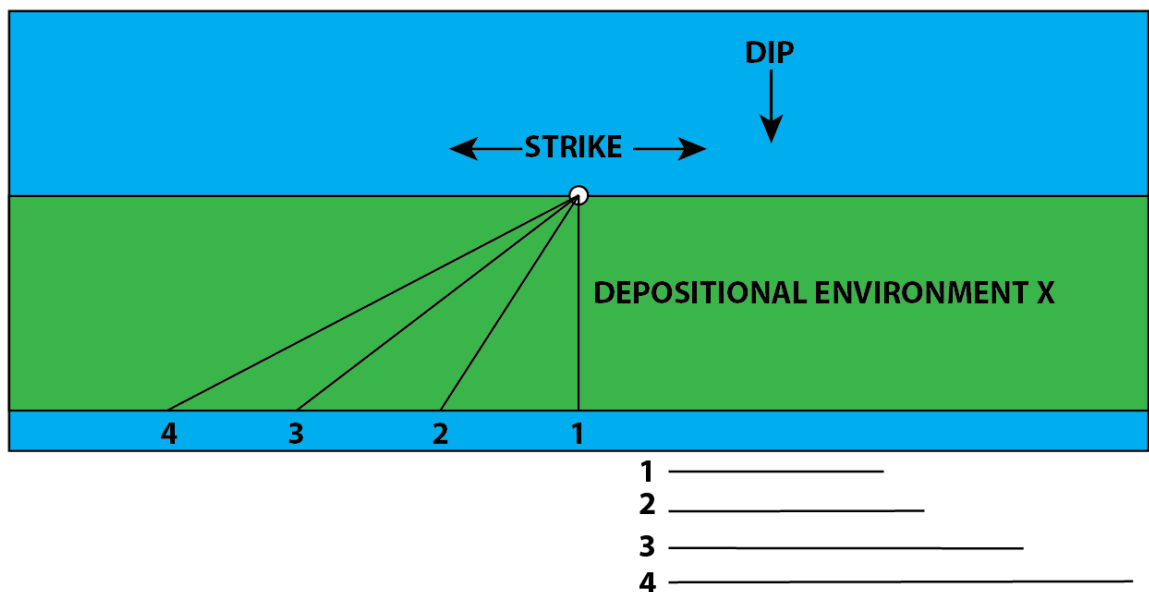 DIP
STRIKE
DEPOSITIONAL ENVIRONMENT X
4 3 2 1
1
2
3
4